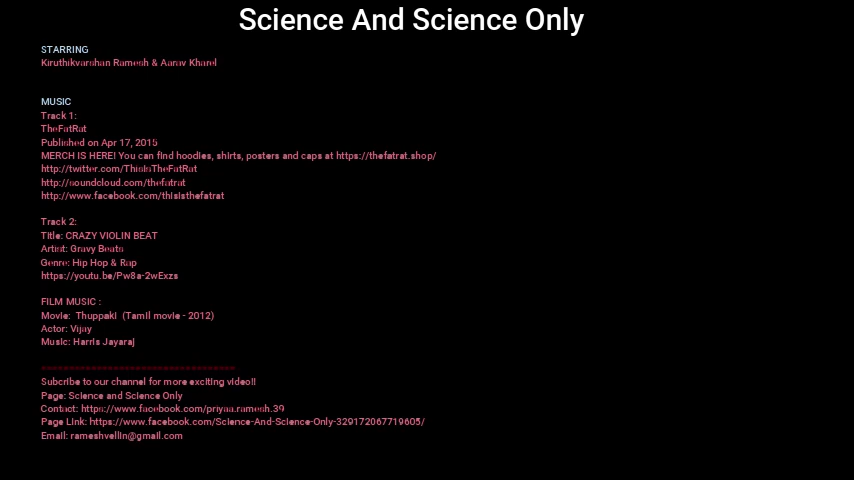 Science And Science Only
STARRING
Kiruthikvarshan Ramesh & Aarav Kharel
MUSIC
Track 1:
TheFatRat
Published on Apr 17, 2015
MERCH IS HERE! You can find hoodies, shirts, posters and caps at https://thefatrat.shop/
http://twitter.com/ThisIsTheFatRat
http://soundcloud.com/thefatrat
http://www.facebook.com/thisisthefatrat
Track 2:
Title: CRAZY VIOLIN BEAT
Artist: Gravy Beats
Genre: Hip Hop & Rap
https://youtu.be/Pw8a-2wExzs
FILM MUSIC :
Movie: Thuppaki (Tamil movie - 2012)
Actor: Vijay
Music: Harris Jayaraj
Subcribe to our channel for more exciting video!!
Page: Science and Science Only
Contact: https://www.facebook.com/priyaa.ramesh.39
Page Link: https://www.facebook.com/Science-And-Science-Only-329172067719605/
Email: rameshvellin@gmail.com